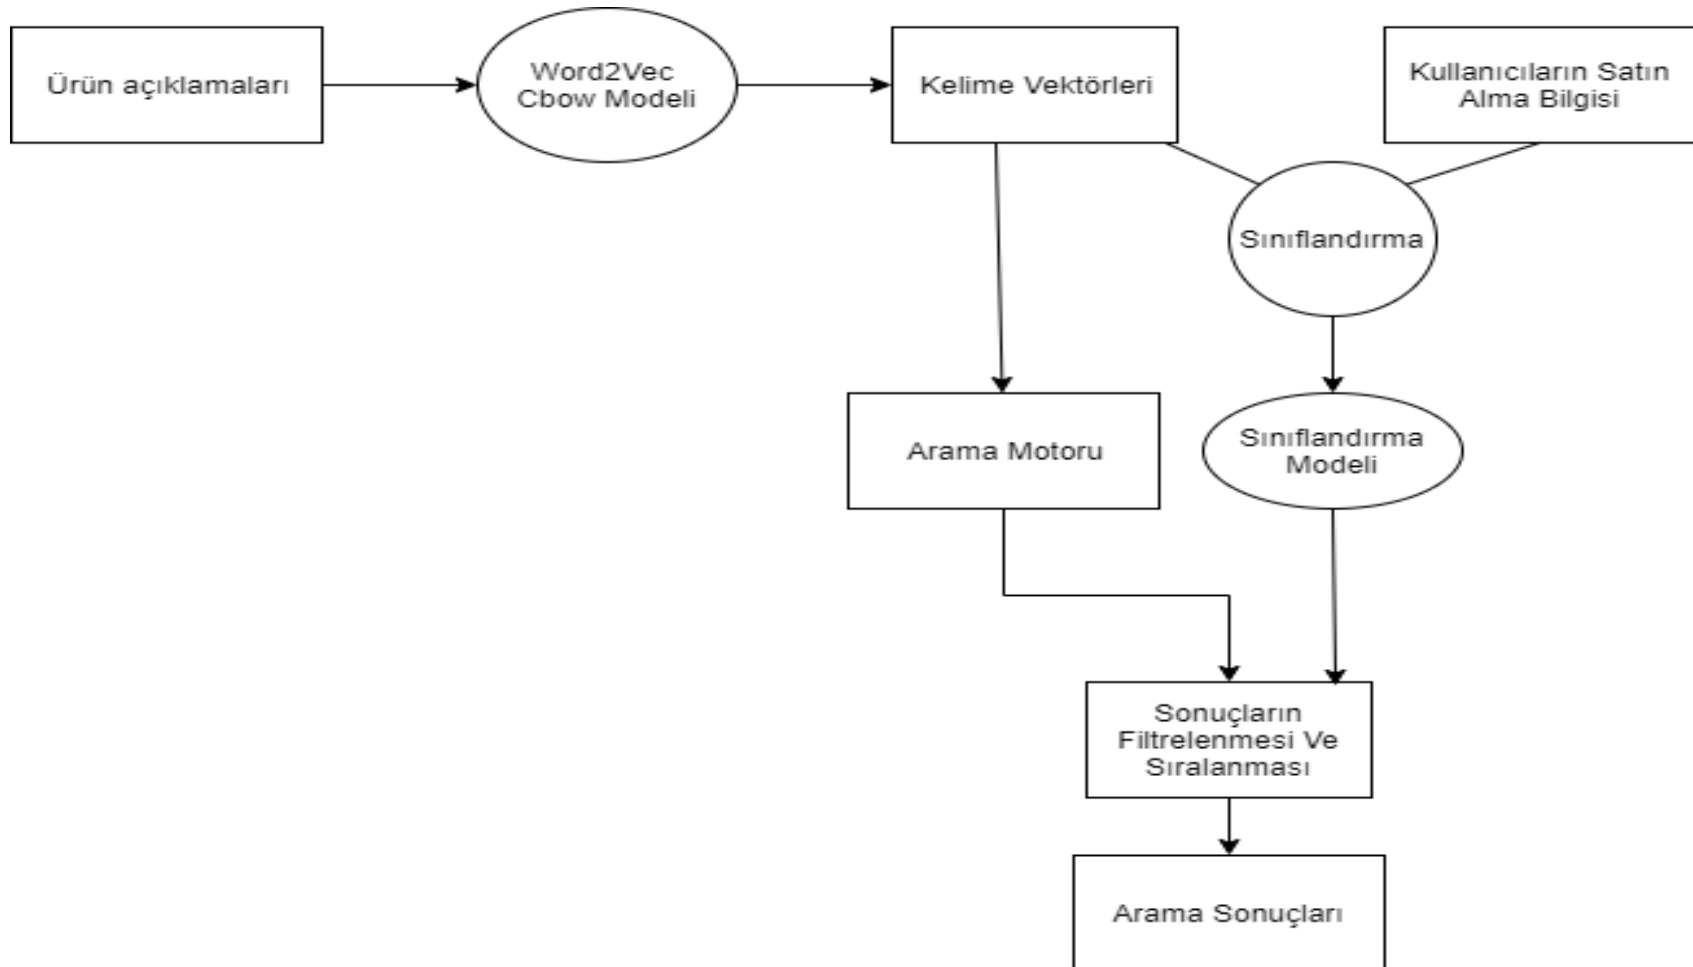 Ürün açıklamaları
Word2Vec
Cbow Modeli
Kelime Vektörleri
Kullanıcıların Satın
Alma Bilgisi
Sınıflandırma
Arama Motoru
Sınıflandırma
Modeli
Sonuçların
Filtrelenmesi Ve
Sıralanması
Arama Sonuçları